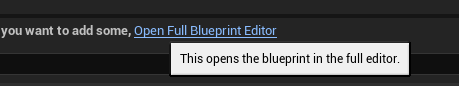 you want to add some, Open Full Blueprint Editor
This opens the blueprint in the full editor.